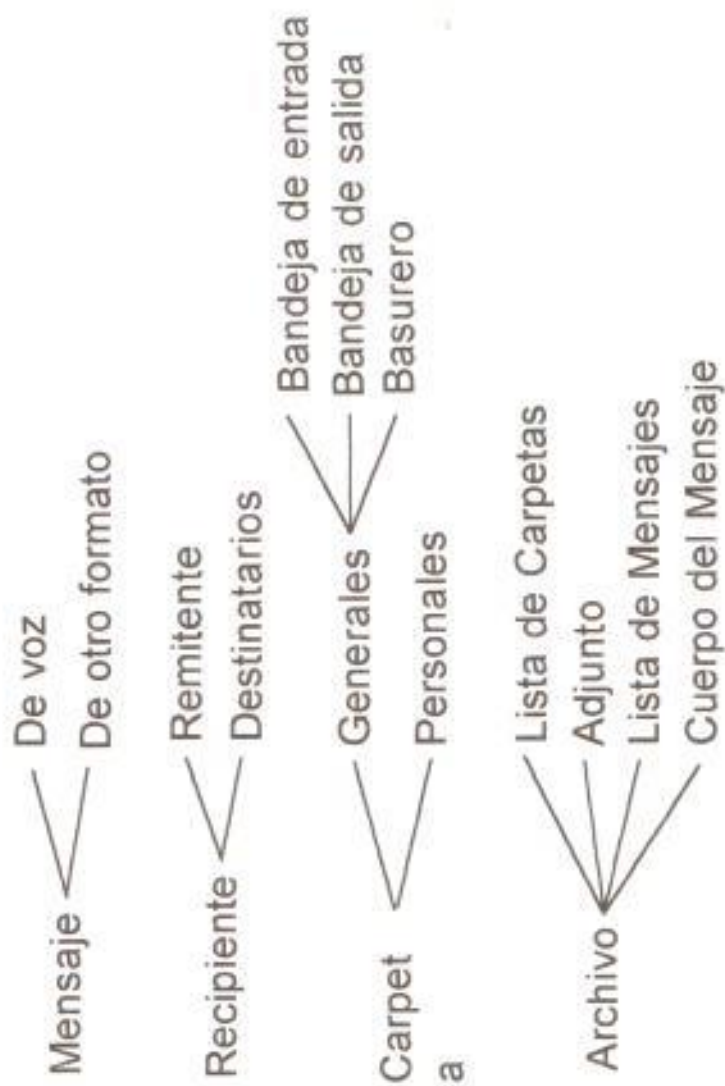 Mensaje
De voz
De otro formato
Recipiente
Remitente
Destinatarios
Carpet
a
Generales
Bandeja de entrada
Bandeja de salida
Basurero
Personales
Archivo
Lista de Carpetas
Adjunto
Lista de Mensajes
Cuerpo del Mensaje